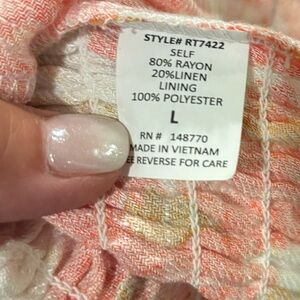 STYLE# RT7422
SELF
80% RAYON
20%LINEN
LINING
100% POLYESTER
L
RN # 148770
MADE IN VIETNAM
EE REVERSE FOR CARE